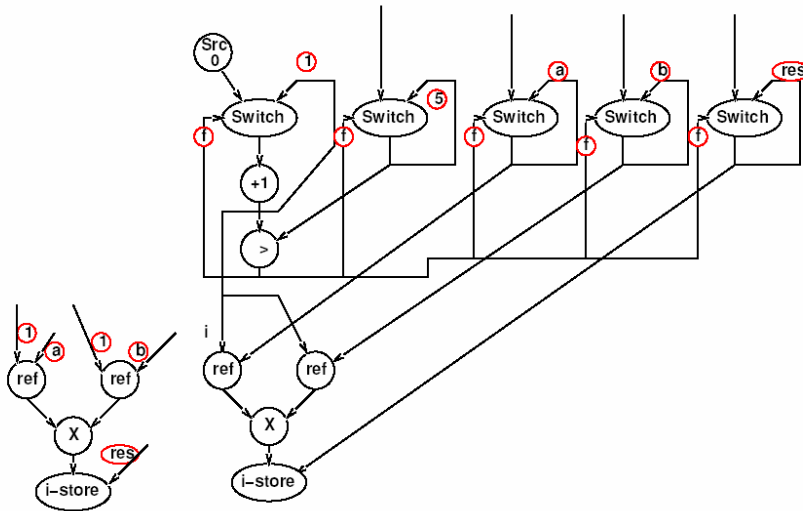 Src
0
1
a
b
res
5
Switch
Switch
Switch
Switch
Switch
f
f
f
f
f
+1
>
i
1
a
1
b
ref
ref
ref
ref
X
X
res
i-store
i-store